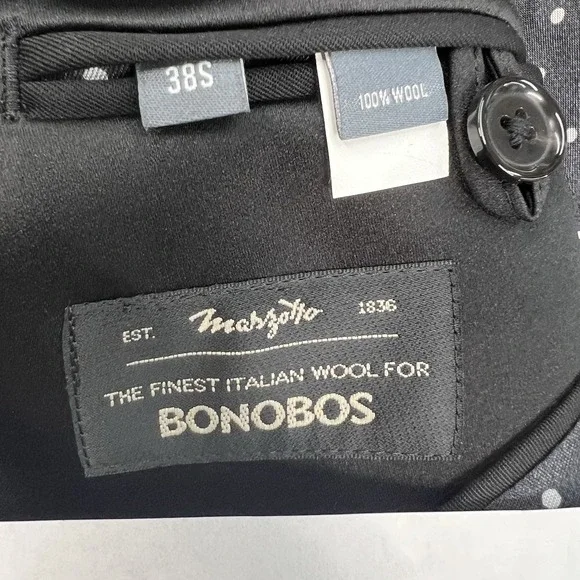 38S
100% WOOL
EST. Marzotto 1836
THE FINEST ITALIAN WOOL FOR
BONOBOS